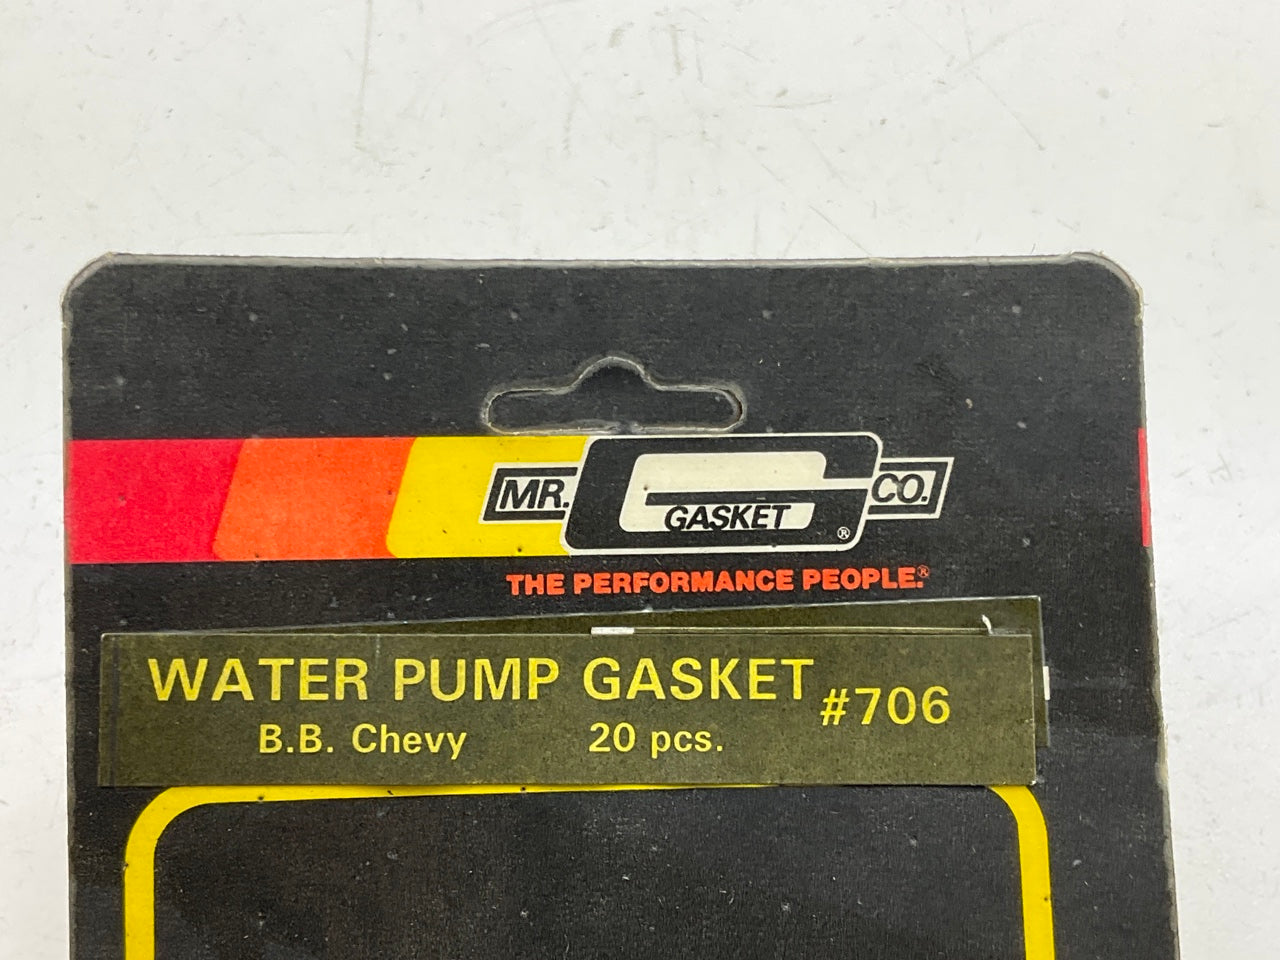 MR. GASKET CO.
®
THE PERFORMANCE PEOPLE.®
WATER PUMP GASKET #706
B.B. Chevy 20 pcs.